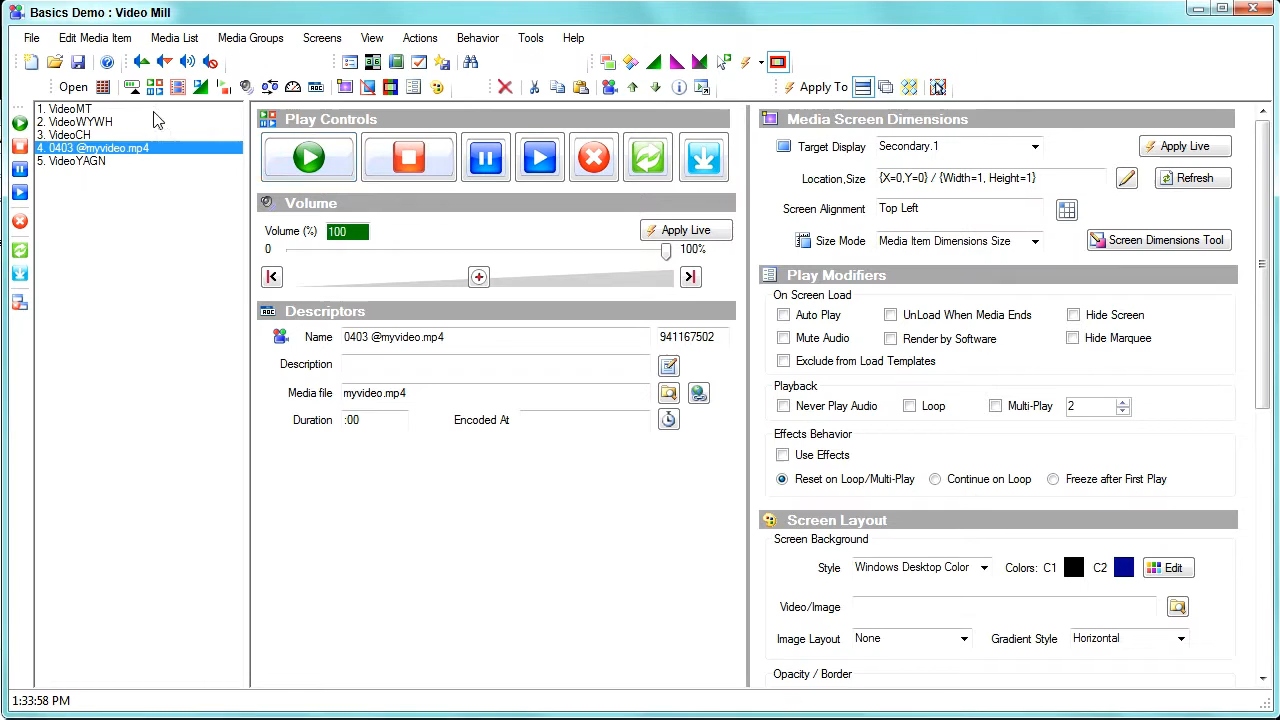 Basics Demo : Video Mill
File Edit Media Item Media List Media Groups Screens View Actions Behavior Tools Help
Open Apply To
1. VideoMT
2. VideoWYWH
3. VideoCH
4. 0403 @myvideo.mp4
5. VideoYAGN
Play Controls
Volume
Volume (%) 100 Apply Live
0 100%
Descriptors
Name 0403 @myvideo.mp4 941167502
Description
Media file myvideo.mp4
Duration :00 Encoded At
Media Screen Dimensions
Target Display Secondary.1 Apply Live
Location,Size {X=0,Y=0} / {Width=1, Height=1} Refresh
Screen Alignment Top Left
Size Mode Media Item Dimensions Size Screen Dimensions Tool
Play Modifiers
On Screen Load
Auto Play UnLoad When Media Ends Hide Screen
Mute Audio Render by Software Hide Marquee
Exclude from Load Templates
Playback
Never Play Audio Loop Multi-Play 2
Effects Behavior
Use Effects
Reset on Loop/Multi-Play Continue on Loop Freeze after First Play
Screen Layout
Screen Background
Style Windows Desktop Color Colors: C1 C2 Edit
Video/Image
Image Layout None Gradient Style Horizontal
Opacity / Border
1:33:58 PM